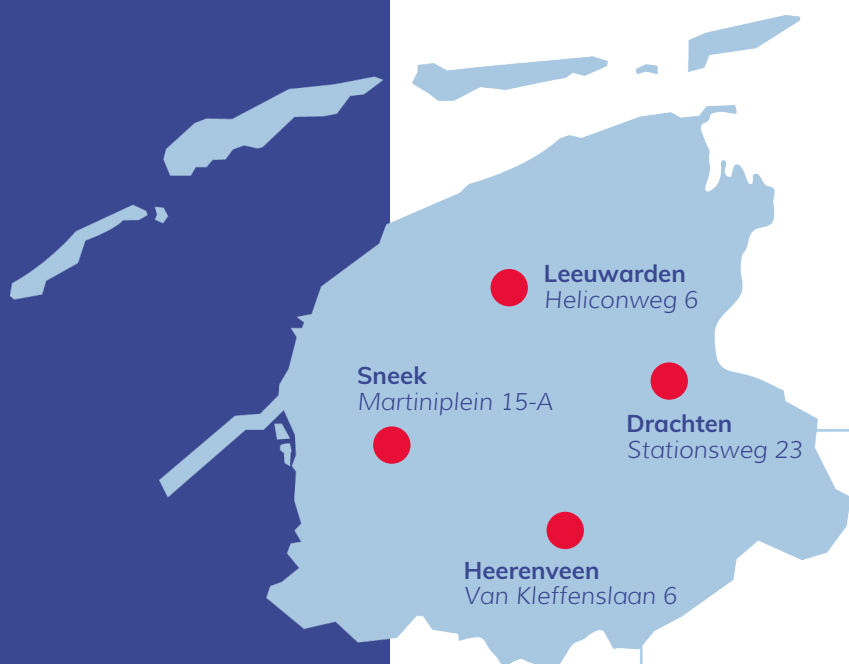 Leeuwarden
Heliconweg 6
Sneek
Martiniplein 15-A
Drachten
Stationsweg 23
Heerenveen
Van Kleffenslaan 6